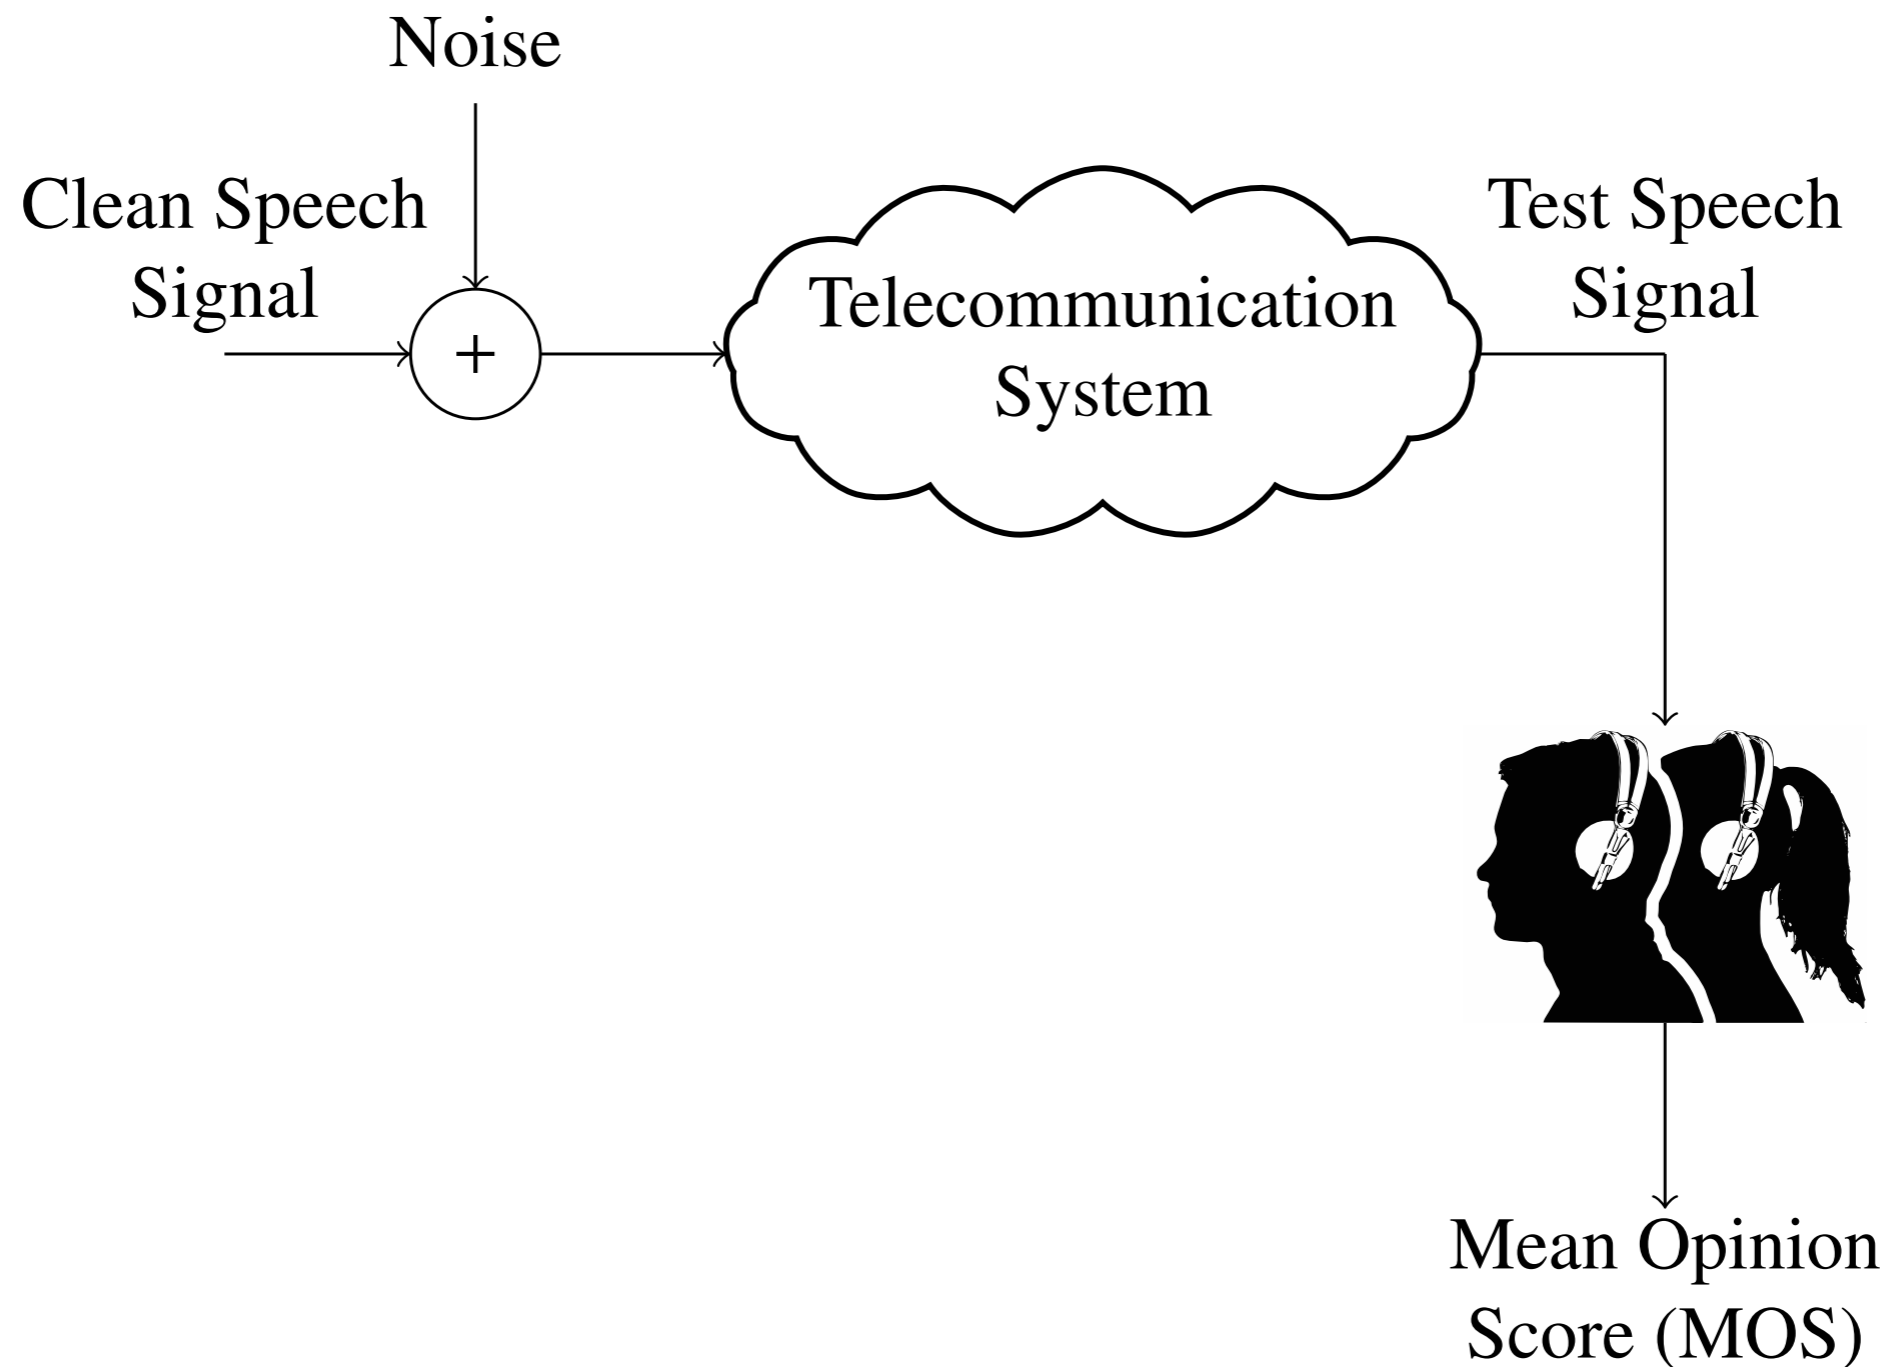 Noise
Clean Speech
Signal
+
Telecommunication
System
Test Speech
Signal
Mean Opinion
Score (MOS)